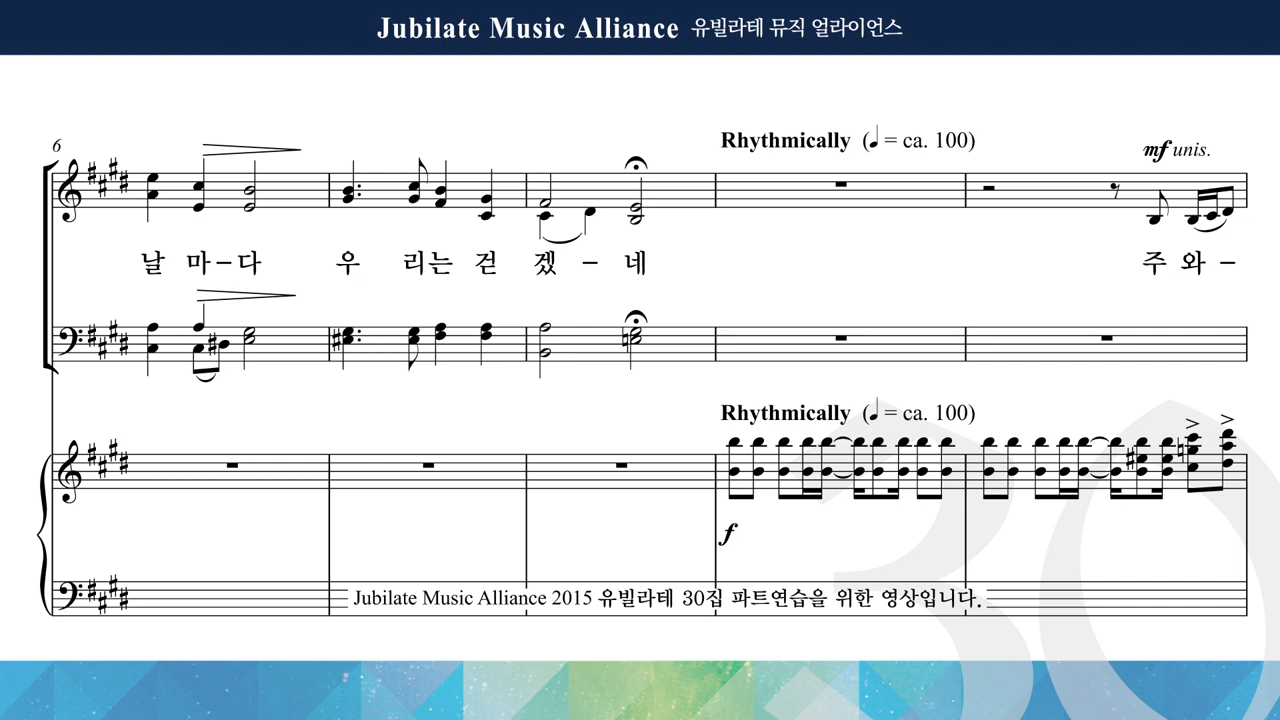 Jubilate Music Alliance 유빌라테 뮤직 얼라이언스
6
Rhythmically (♩ = ca. 100)
mf unis.
날 마-다 우 리는 걷 겠 - 네 주 와-
Rhythmically (♩ = ca. 100)
f
Jubilate Music Alliance 2015 유빌라테 30집 파트연습을 위한 영상입니다.
30